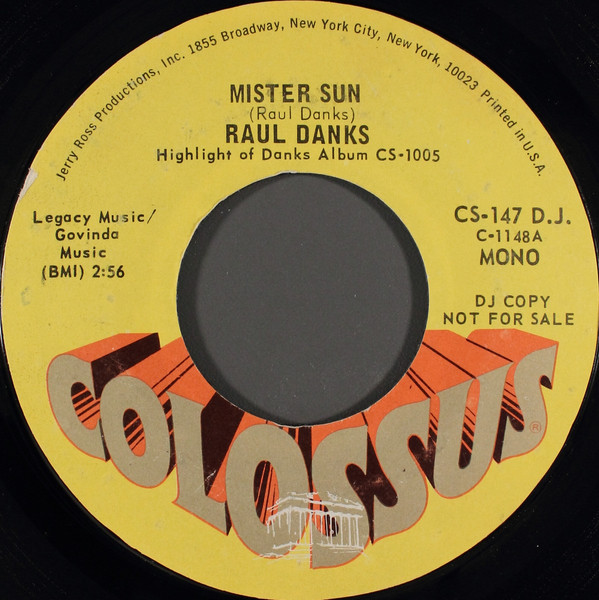 Jerry Ross Productions, Inc. 1855 Broadway, New York City, New York, 10023 Printed in U.S.A.
MISTER SUN
(Raul Danks)
RAUL DANKS
Highlight of Danks Album CS-1005
Legacy Music/
Govinda
Music
(BMI) 2:56
CS-147 D.J.
C-1148A
MONO
DJ COPY
NOT FOR SALE
COLOSSUS®